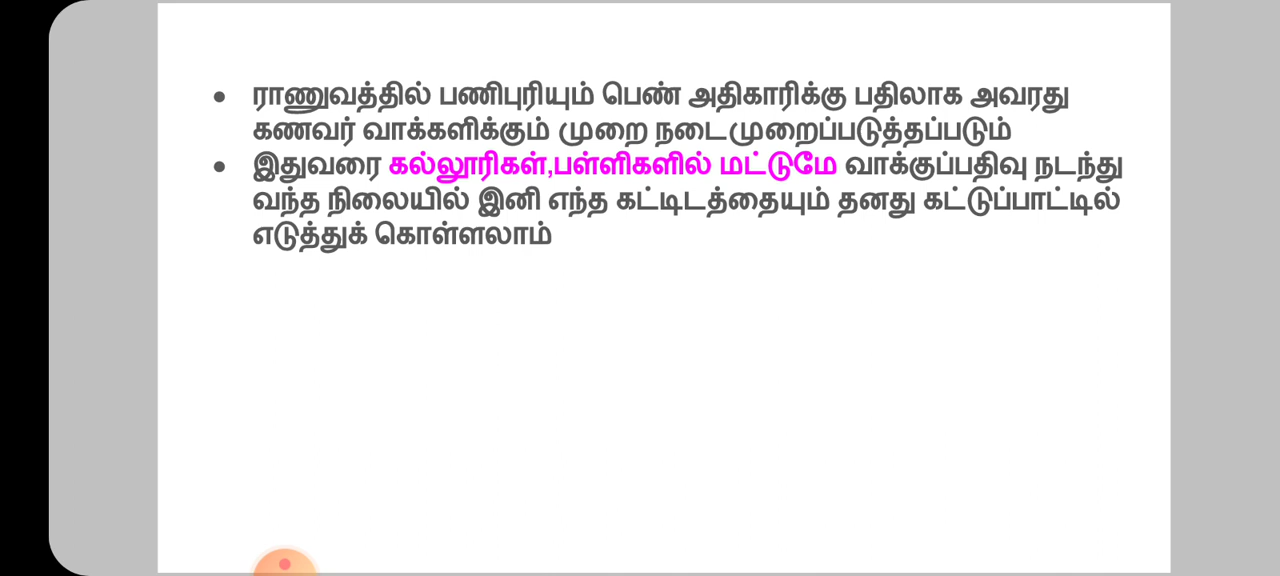 • ராணுவத்தில் பணிபுரியும் பெண் அதிகாரிக்கு பதிலாக அவரது
கணவர் வாக்களிக்கும் முறை நடைமுறைப்படுத்தப்படும்
• இதுவரை கல்லூரிகள்,பள்ளிகளில் மட்டுமே வாக்குப்பதிவு நடந்து
வந்த நிலையில் இனி எந்த கட்டிடத்தையும் தனது கட்டுப்பாட்டில்
எடுத்துக் கொள்ளலாம்